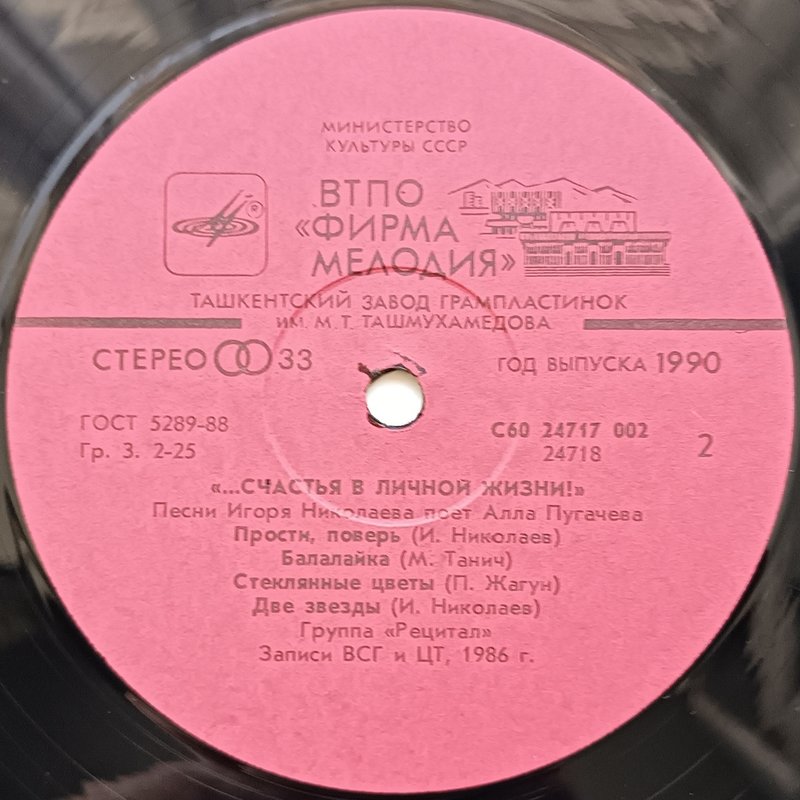 МИНИСТЕРСТВО
КУЛЬТУРЫ СССР
ВТПО
«ФИРМА
МЕЛОДИЯ»
®
ТАШКЕНТСКИЙ ЗАВОД ГРАМПЛАСТИНОК
ИМ. М. Т. ТАШМУХАМЕДОВА
СТЕРЕО 33
ГОД ВЫПУСКА 1990
ГОСТ 5289-88
Гр. 3. 2-25
С60 24717 002
24718
2
«...СЧАСТЬЯ В ЛИЧНОЙ ЖИЗНИ!»
Песни Игоря Николаева поет Алла Пугачева
Прости, поверь (И. Николаев)
Балалайка (М. Танич)
Стеклянные цветы (П. Жагун)
Две звезды (И. Николаев)
Группа «Рецитал»
Записи ВСГ и ЦТ, 1986 г.